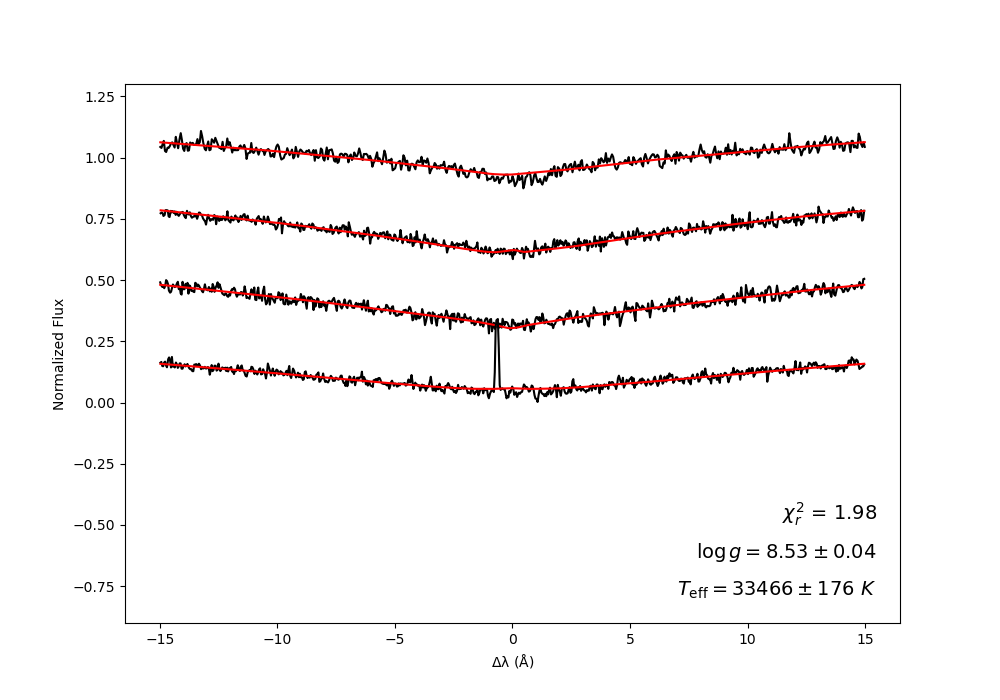 1.25
1.00
0.75
0.50
0.25
0.00
−0.25
−0.50
−0.75
Normalized Flux
χ²ᵣ = 1.98
log g = 8.53 ± 0.04
T_eff = 33466 ± 176 K
−15 −10 −5 0 5 10 15
Δλ (Å)